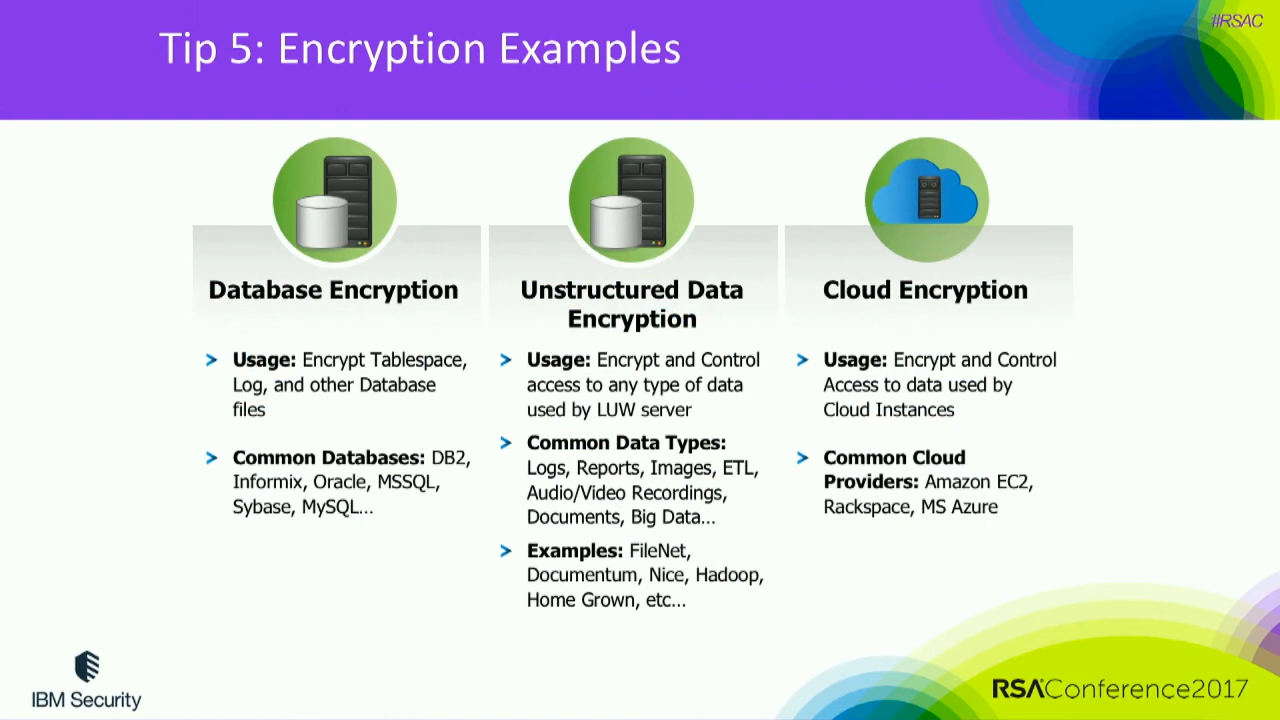 #RSAC
Tip 5: Encryption Examples
Database Encryption
> Usage: Encrypt Tablespace,
Log, and other Database
files
> Common Databases: DB2,
Informix, Oracle, MSSQL,
Sybase, MySQL...
Unstructured Data
Encryption
> Usage: Encrypt and Control
access to any type of data
used by LUW server
> Common Data Types:
Logs, Reports, Images, ETL,
Audio/Video Recordings,
Documents, Big Data...
> Examples: FileNet,
Documentum, Nice, Hadoop,
Home Grown, etc...
Cloud Encryption
> Usage: Encrypt and Control
Access to data used by
Cloud Instances
> Common Cloud
Providers: Amazon EC2,
Rackspace, MS Azure
IBM Security
RSAConference2017